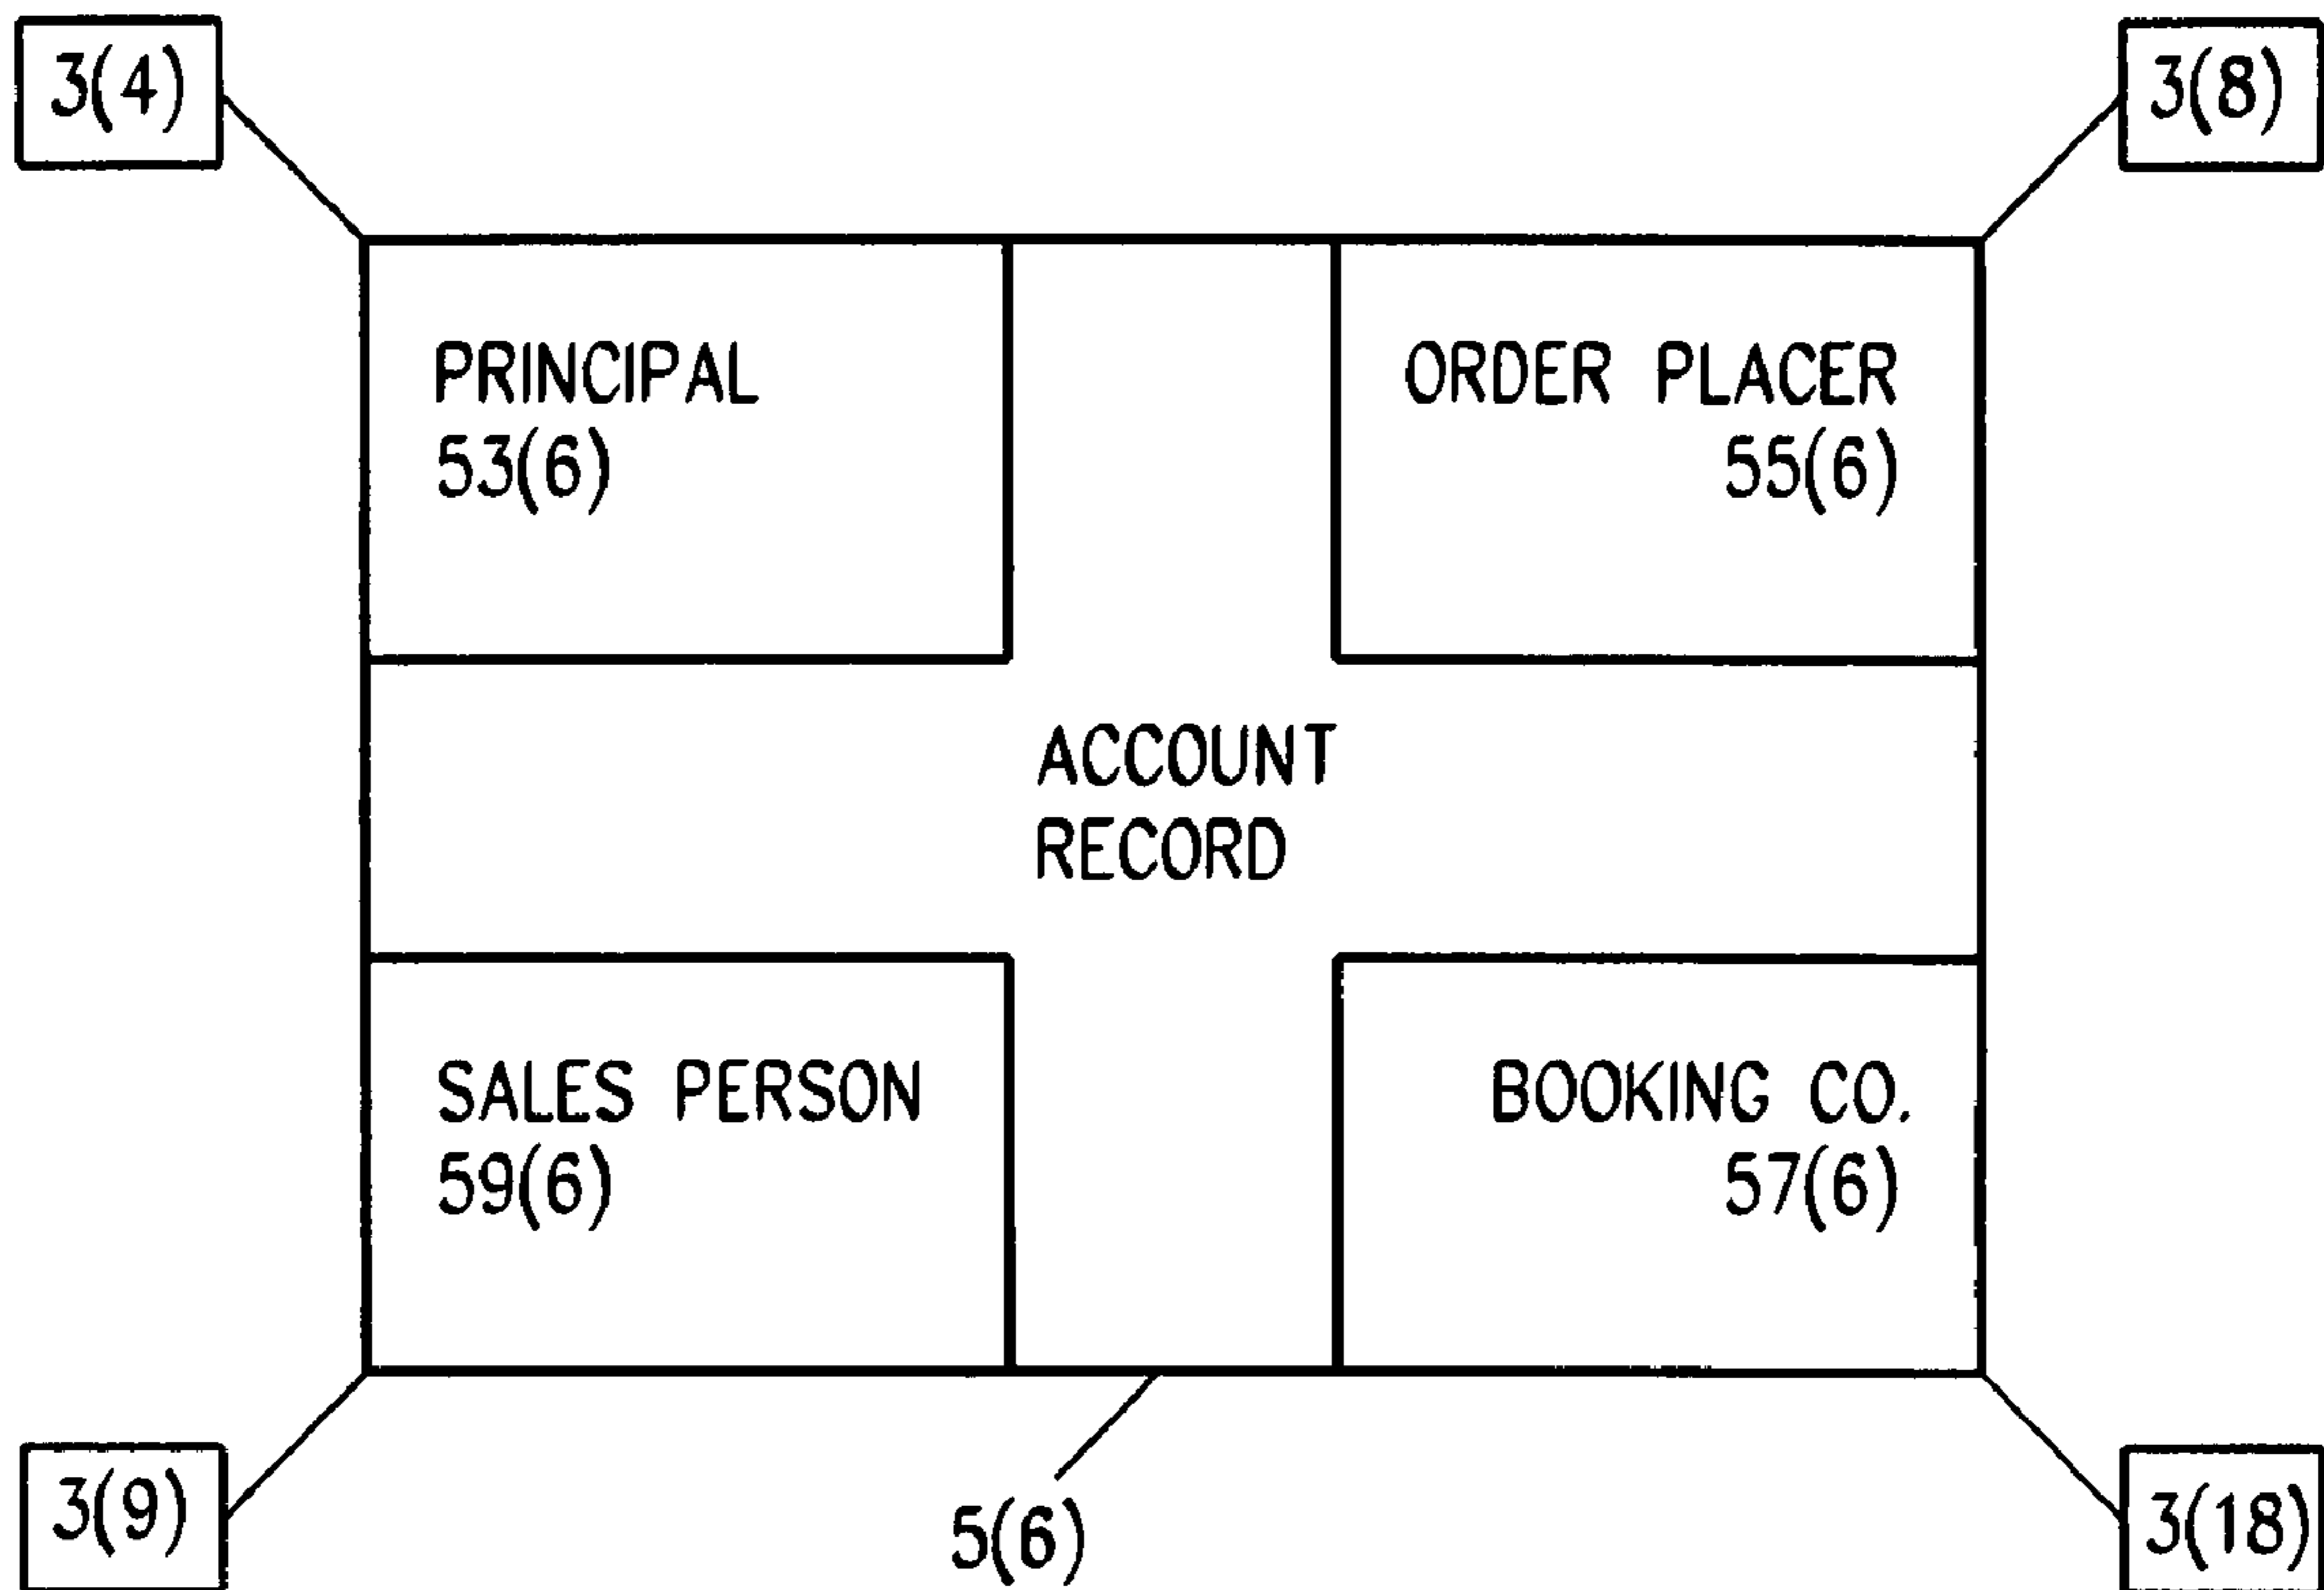 3(4)
3(8)
PRINCIPAL
53(6)
ORDER PLACER
55(6)
ACCOUNT
RECORD
SALES PERSON
59(6)
BOOKING CO.
57(6)
3(9)
5(6)
3(18)